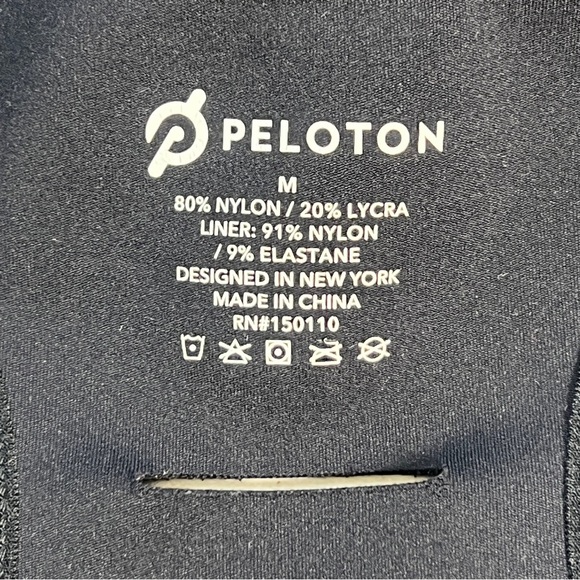 PELOTON
M
80% NYLON / 20% LYCRA
LINER: 91% NYLON
/ 9% ELASTANE
DESIGNED IN NEW YORK
MADE IN CHINA
RN#150110